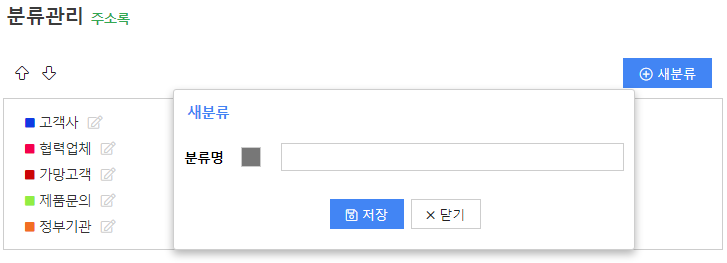 분류관리 주소록
새분류
고객사
협력업체
가망고객
제품문의
정부기관
새분류
분류명
저장 닫기